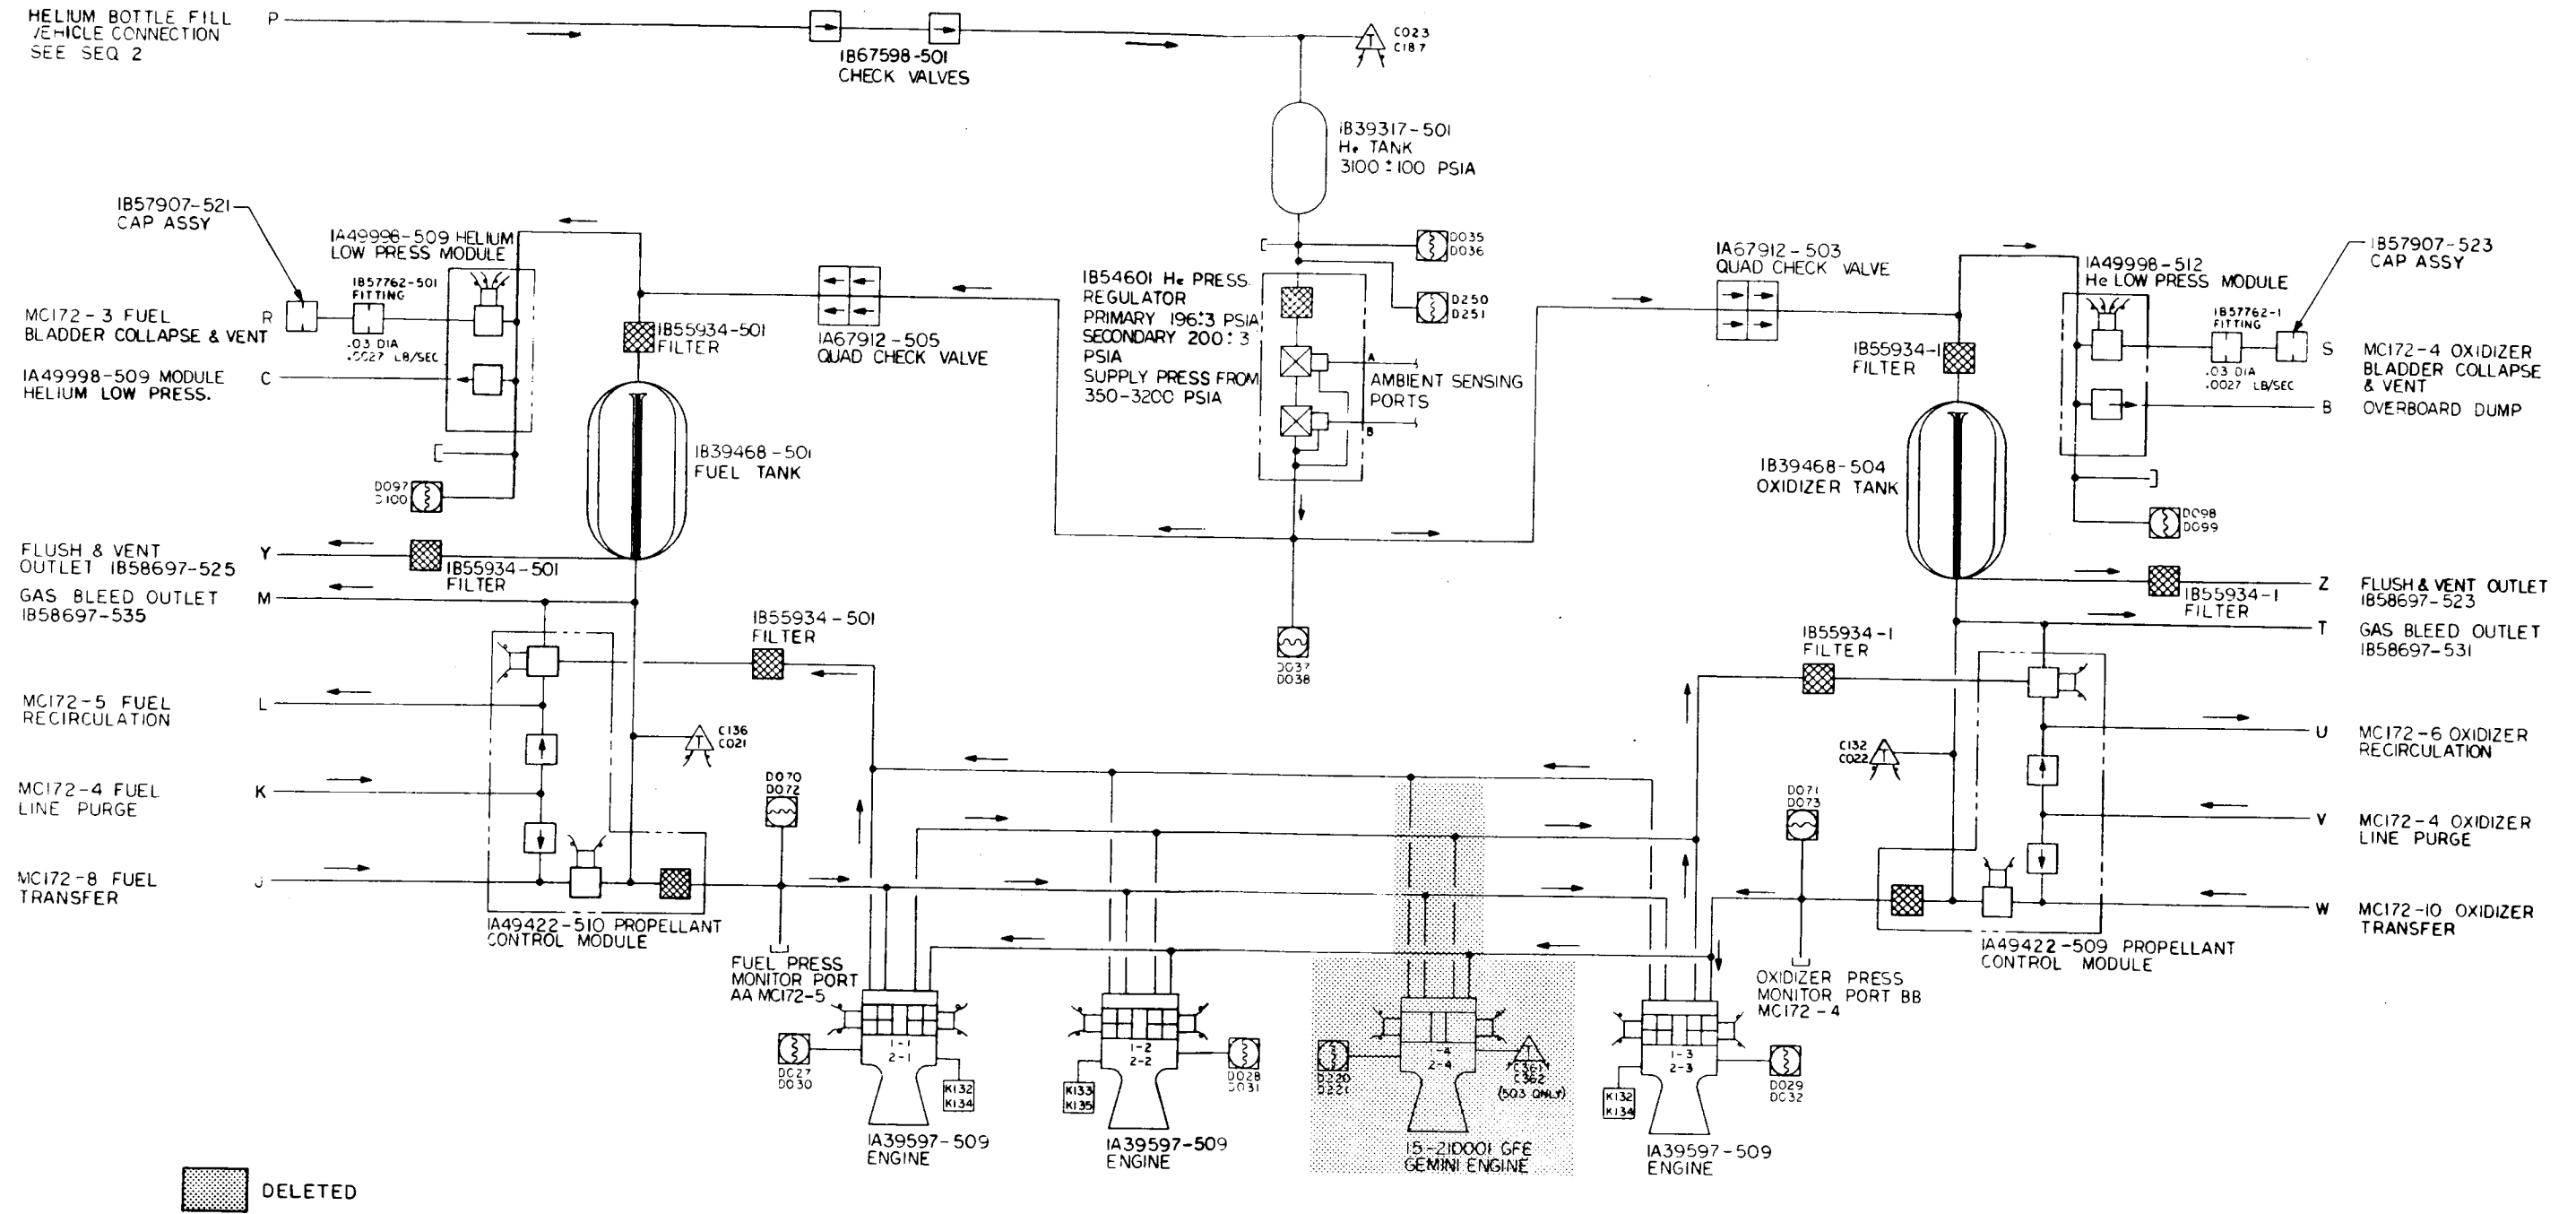 HELIUM BOTTLE FILL
VEHICLE CONNECTION
SEE SEQ 2
P
1B67598-501
CHECK VALVES
C023
C187
1B39317-501
He TANK
3100±100 PSIA
D035
D036
D250
D251
1B54601 He PRESS.
REGULATOR
PRIMARY 196±3 PSIA
SECONDARY 200±3
PSIA
SUPPLY PRESS FROM
350-3200 PSIA
A
AMBIENT SENSING
PORTS
B
D037
D038
1B57907-521
CAP ASSY
1A49998-509 HELIUM
LOW PRESS MODULE
1B57762-501
FITTING
.03 DIA
.0027 LB/SEC
MC172-3 FUEL
BLADDER COLLAPSE & VENT
R
1A49998-509 MODULE
HELIUM LOW PRESS.
C
D097
D100
1B55934-501
FILTER
1A67912-505
QUAD CHECK VALVE
1B39468-501
FUEL TANK
FLUSH & VENT
OUTLET 1B58697-525
Y
1B55934-501
FILTER
GAS BLEED OUTLET
1B58697-535
M
1B55934-501
FILTER
MC172-5 FUEL
RECIRCULATION
L
C136
C021
MC172-4 FUEL
LINE PURGE
K
D070
D072
MC172-8 FUEL
TRANSFER
J
1A49422-510 PROPELLANT
CONTROL MODULE
FUEL PRESS
MONITOR PORT
AA MC172-5
1A67912-503
QUAD CHECK VALVE
1B57907-523
CAP ASSY
1A49998-512
He LOW PRESS MODULE
1B57762-1
FITTING
.03 DIA
.0027 LB/SEC
S
MC172-4 OXIDIZER
BLADDER COLLAPSE
& VENT
B
OVERBOARD DUMP
1B55934-1
FILTER
1B39468-504
OXIDIZER TANK
D098
D099
Z
FLUSH & VENT OUTLET
1B58697-523
1B55934-1
FILTER
T
GAS BLEED OUTLET
1B58697-531
1B55934-1
FILTER
U
MC172-6 OXIDIZER
RECIRCULATION
C132
C022
D071
D073
V
MC172-4 OXIDIZER
LINE PURGE
W
MC172-10 OXIDIZER
TRANSFER
1A49422-509 PROPELLANT
CONTROL MODULE
OXIDIZER PRESS
MONITOR PORT BB
MC172-4
1-1
2-1
D027
D030
K132
K134
1A39597-509
ENGINE
1-2
2-2
K133
K135
D028
D031
1A39597-509
ENGINE
1-4
2-4
D220
D221
C361
C362
(503 ONLY)
15-210001 GFE
GEMINI ENGINE
1-3
2-3
K132
K134
D029
D032
1A39597-509
ENGINE
DELETED